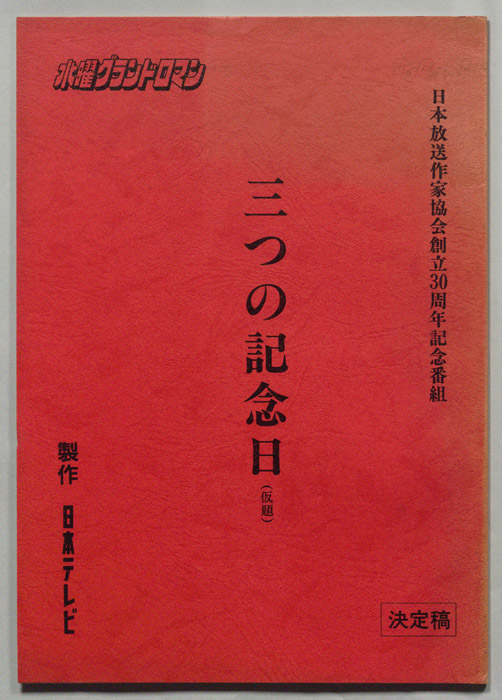 水曜グランドロマン
日本放送作家協会創立30周年記念番組
三つの記念日(仮題)
製作 日本テレビ
決定稿